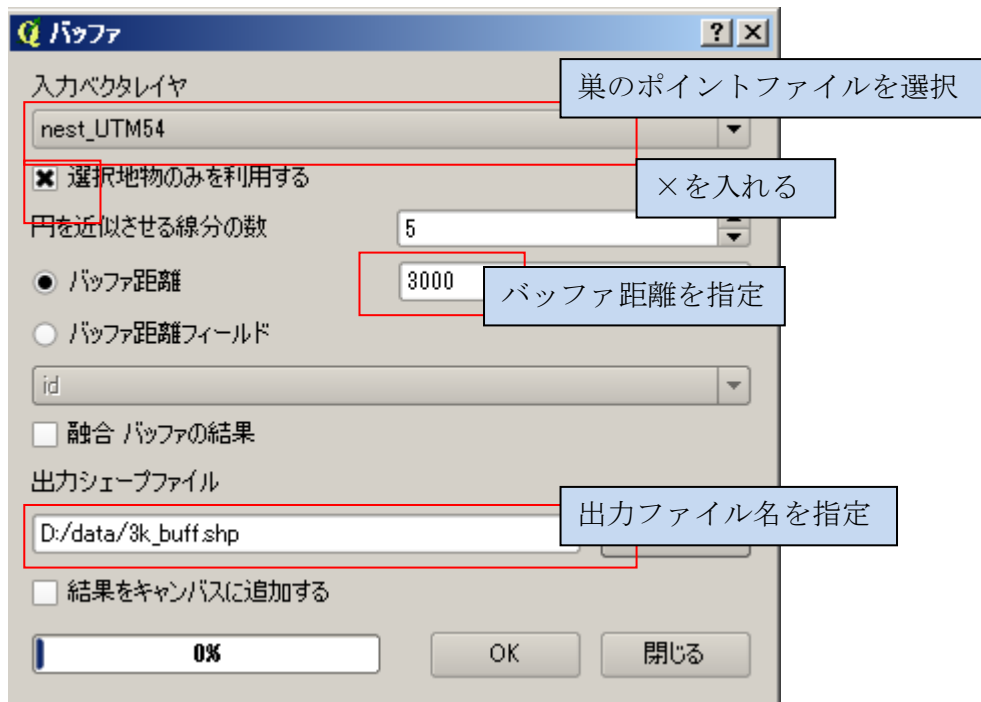 バッファ
入力ベクタレイヤ
巣のポイントファイルを選択
nest_UTM54
選択地物のみを利用する
×を入れる
円を近似させる線分の数
5
バッファ距離
3000
バッファ距離を指定
バッファ距離フィールド
id
融合 バッファの結果
出力シェープファイル
出力ファイル名を指定
D:/data/3k_buff.shp
結果をキャンバスに追加する
0%
OK
閉じる